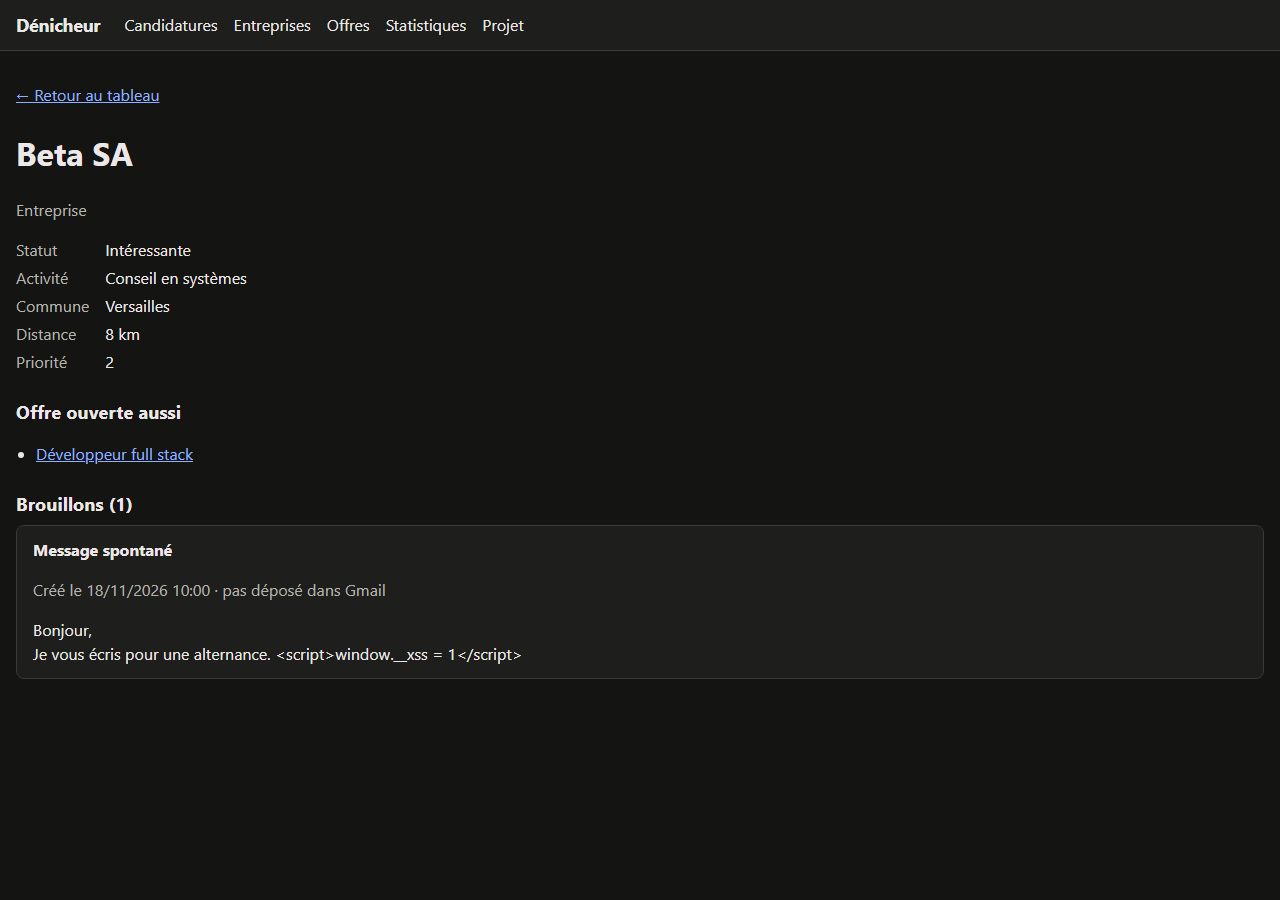 Dénicheur Candidatures Entreprises Offres Statistiques Projet
← Retour au tableau
Beta SA
Entreprise
Statut Intéressante
Activité Conseil en systèmes
Commune Versailles
Distance 8 km
Priorité 2
Offre ouverte aussi
Développeur full stack
Brouillons (1)
Message spontané
Créé le 18/11/2026 10:00 · pas déposé dans Gmail
Bonjour,
Je vous écris pour une alternance. <script>window.__xss = 1</script>